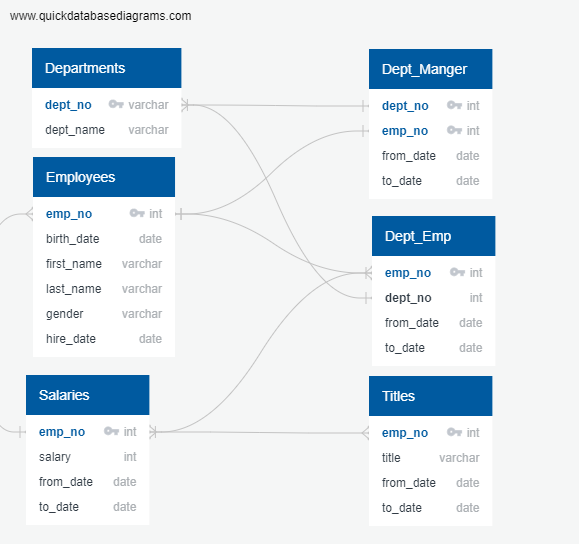 www.quickdatabasediagrams.com
Departments
dept_no varchar
dept_name varchar
Dept_Manger
dept_no int
emp_no int
from_date date
to_date date
Employees
emp_no int
birth_date date
first_name varchar
last_name varchar
gender varchar
hire_date date
Dept_Emp
emp_no int
dept_no int
from_date date
to_date date
Salaries
emp_no int
salary int
from_date date
to_date date
Titles
emp_no int
title varchar
from_date date
to_date date